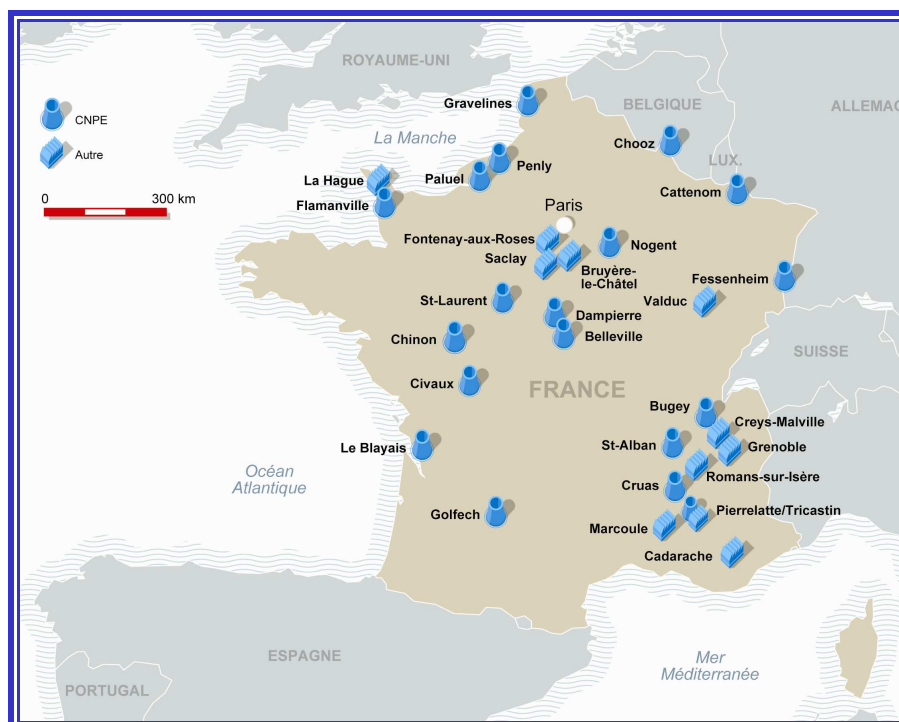 ROYAUME-UNI
BELGIQUE
ALLEMAG
LUX.
La Manche
CNPE
Autre
0 300 km
Gravelines
Chooz
Penly
Paluel
La Hague
Flamanville
Cattenom
Paris
Fontenay-aux-Roses
Saclay
Bruyère-
le-Châtel
Nogent
Fessenheim
Valduc
St-Laurent
Dampierre
Belleville
Chinon
SUISSE
Civaux
FRANCE
Bugey
Creys-Malville
St-Alban
Grenoble
Le Blayais
Romans-sur-Isère
Océan
Atlantique
Cruas
Golfech
Pierrelatte/Tricastin
Marcoule
Cadarache
ESPAGNE
Mer
Méditerranée
PORTUGAL